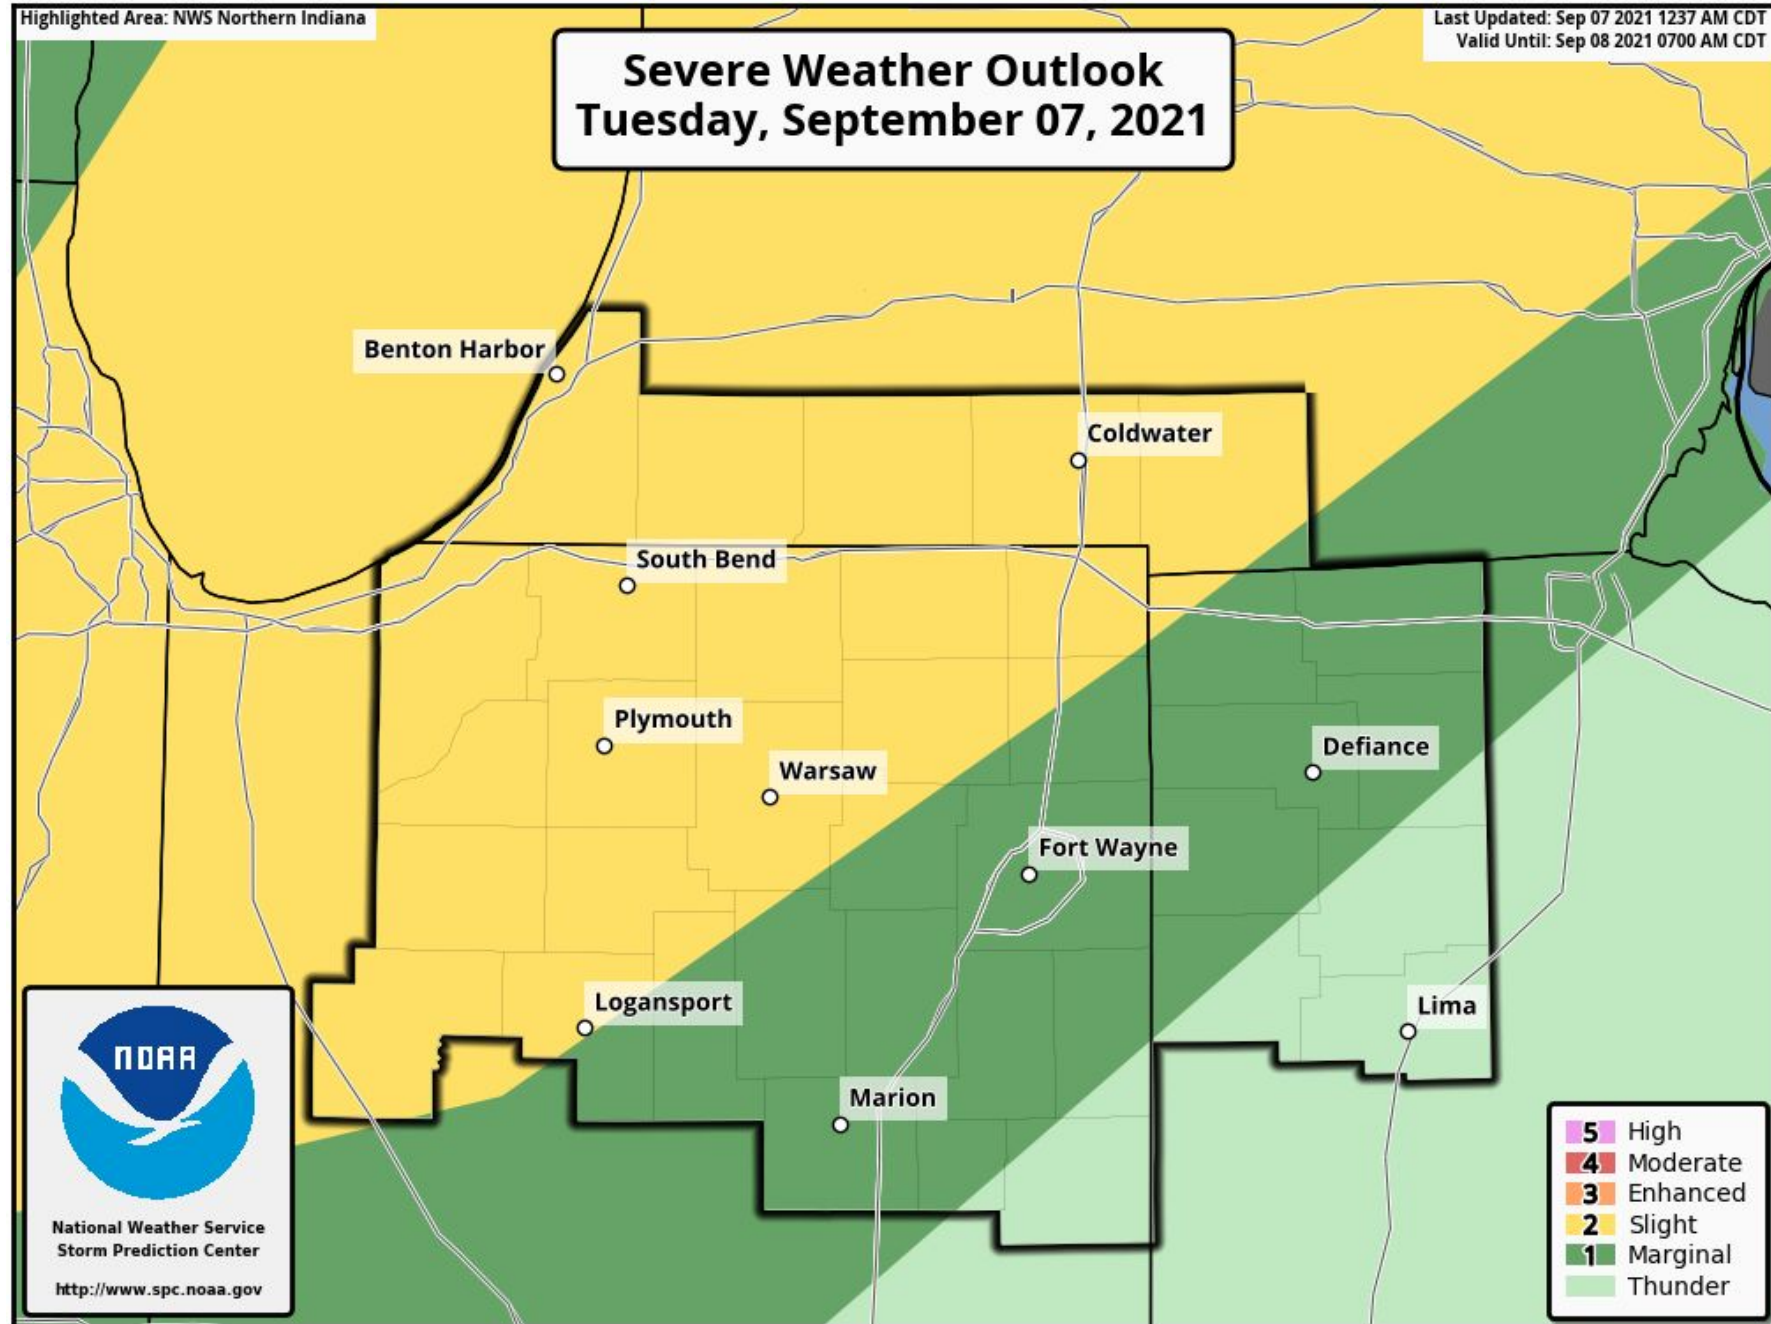 Highlighted Area: NWS Northern Indiana
Last Updated: Sep 07 2021 1237 AM CDT
Valid Until: Sep 08 2021 0700 AM CDT
Severe Weather Outlook
Tuesday, September 07, 2021
Benton Harbor
Coldwater
South Bend
Plymouth
Warsaw
Defiance
Fort Wayne
Logansport
Lima
Marion
NOAA
National Weather Service
Storm Prediction Center
http://www.spc.noaa.gov
5 High
4 Moderate
3 Enhanced
2 Slight
1 Marginal
Thunder